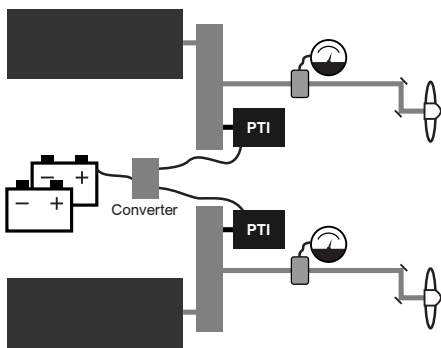 PTI
− +
− +
Converter
PTI